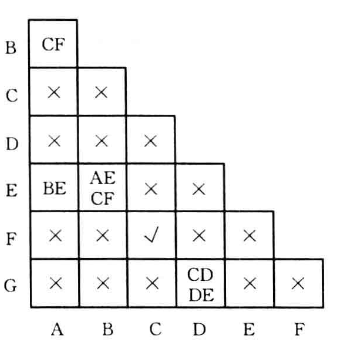 B CF
C × ×
D × × ×
E BE AE CF × ×
F × × √ × ×
G × × × CD DE × ×
A B C D E F